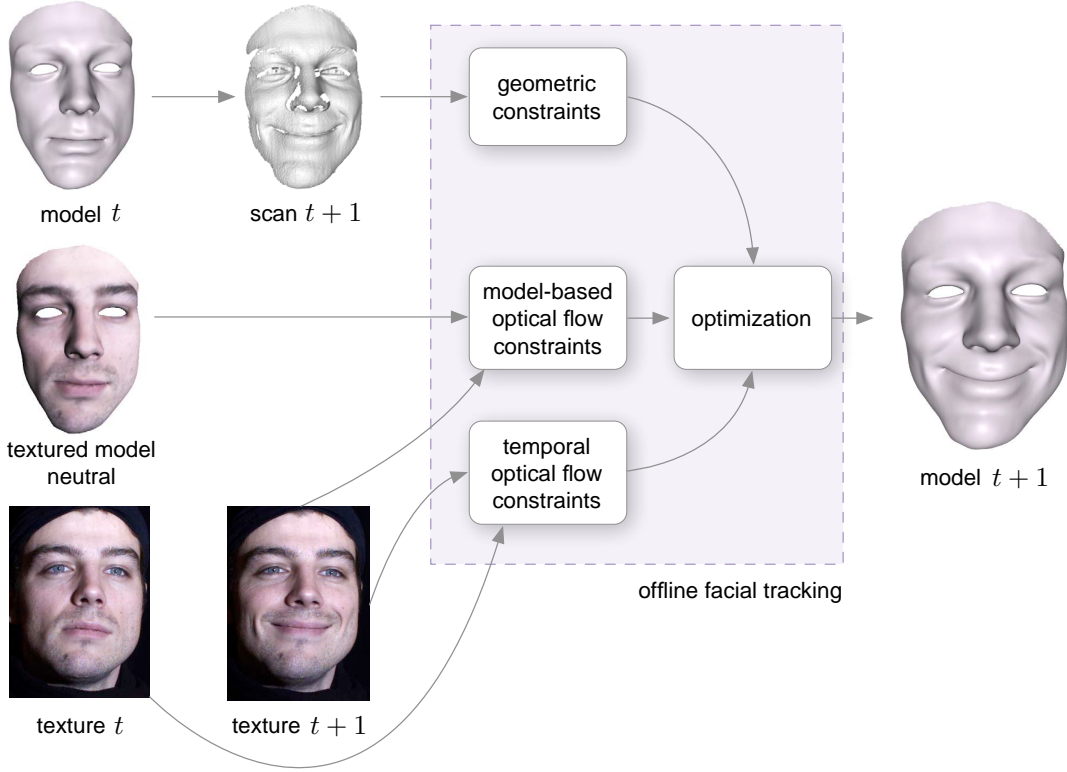 geometric
constraints
model t
scan t + 1
model-based
optical flow
constraints
optimization
textured model
neutral
temporal
optical flow
constraints
model t + 1
offline facial tracking
texture t
texture t + 1